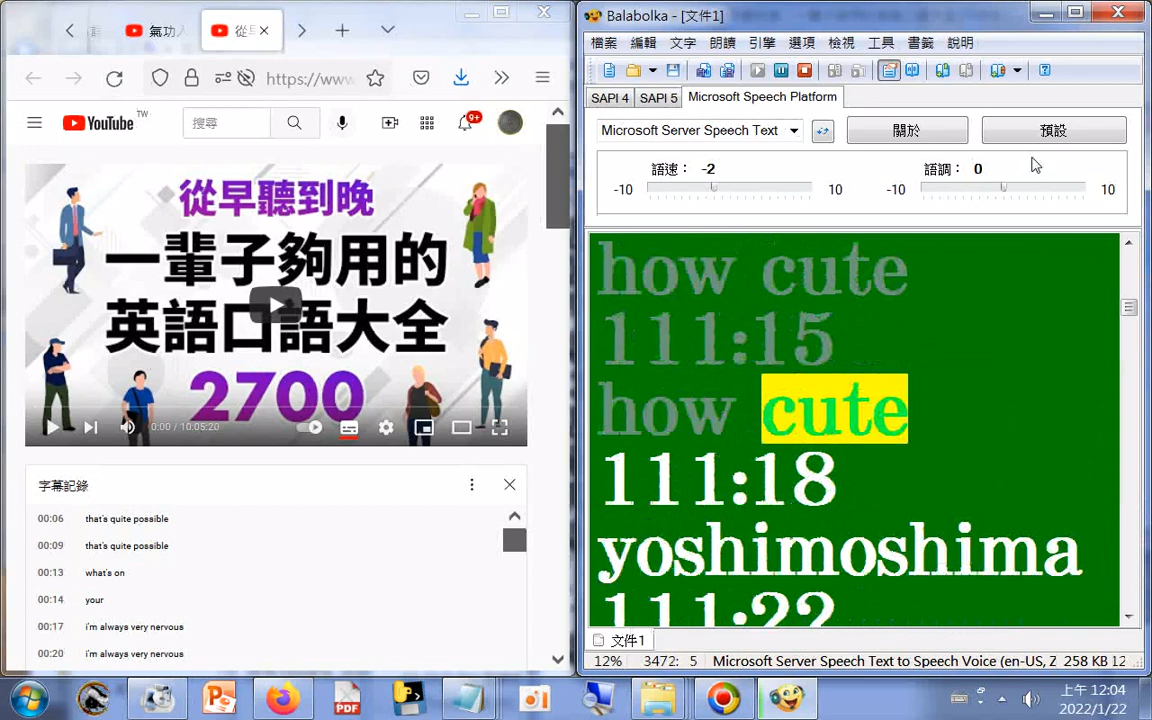 從
https://www
YouTube TW
搜尋
9+
從早聽到晚
一輩子夠用的
英語口語大全
2700
0:00 / 10:05:20
字幕記錄
00:06 that's quite possible
00:09 that's quite possible
00:13 what's on
00:14 your
00:17 i'm always very nervous
00:20 i'm always very nervous
Balabolka - [文件1]
檔案 編輯 文字 朗讀 引擎 選項 檢視 工具 書籤 說明
SAPI 4 SAPI 5 Microsoft Speech Platform
Microsoft Server Speech Text 關於 預設
語速： -2 語調： 0
-10 10 -10 10
how cute
111:15
how cute
111:18
yoshimoshima
111:22
文件1
12% 3472: 5 Microsoft Server Speech Text to Speech Voice (en-US, Z 258 KB 12
PDF
上午 12:04
2022/1/22